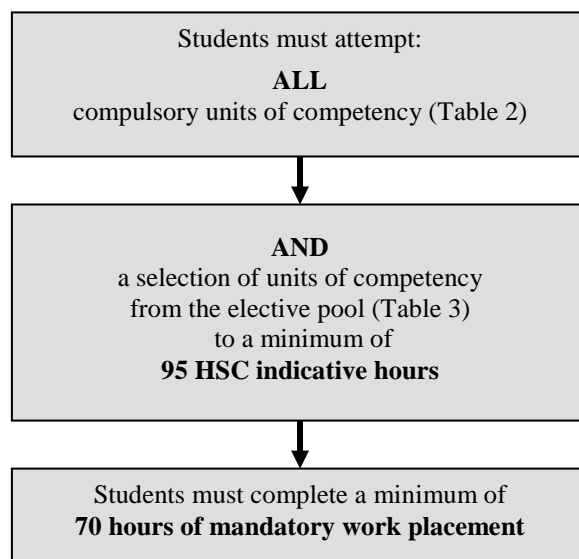 Students must attempt:
ALL
compulsory units of competency (Table 2)
AND
a selection of units of competency
from the elective pool (Table 3)
to a minimum of
95 HSC indicative hours
Students must complete a minimum of
70 hours of mandatory work placement